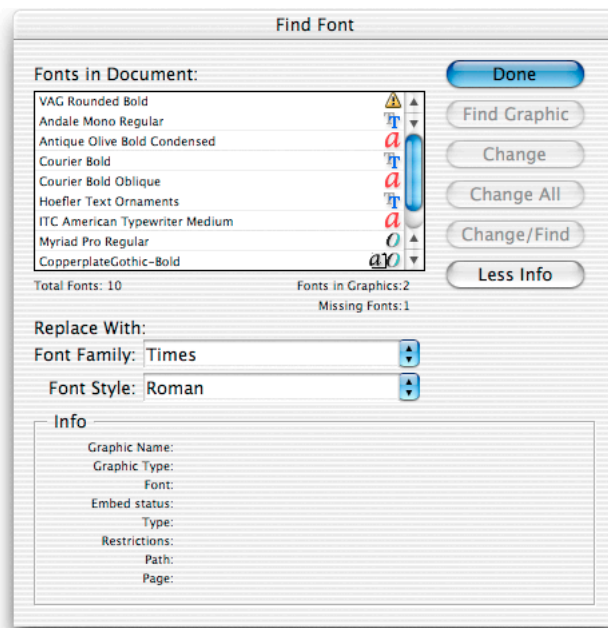 Find Font
Fonts in Document:
Done
VAG Rounded Bold
Andale Mono Regular
Find Graphic
Antique Olive Bold Condensed
Courier Bold
Change
Courier Bold Oblique
Change All
Hoefler Text Ornaments
ITC American Typewriter Medium
Myriad Pro Regular
Change/Find
CopperplateGothic-Bold
Less Info
Total Fonts: 10
Fonts in Graphics:2
Missing Fonts:1
Replace With:
Font Family: Times
Font Style: Roman
Info
Graphic Name:
Graphic Type:
Font:
Embed status:
Type:
Restrictions:
Path:
Page: